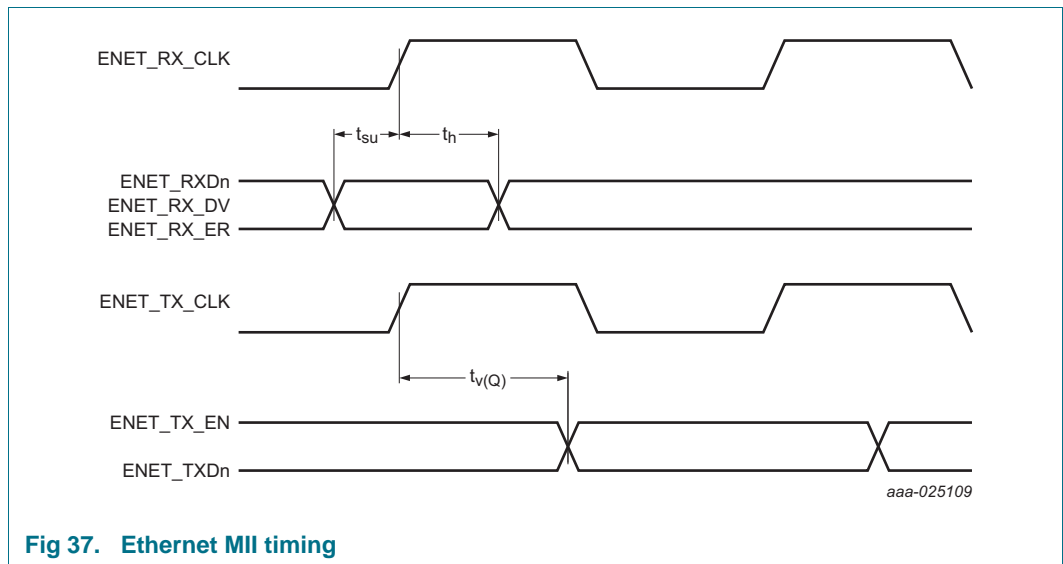 ENET_RX_CLK
tsu
th
ENET_RXDn
ENET_RX_DV
ENET_RX_ER
ENET_TX_CLK
tv(Q)
ENET_TX_EN
ENET_TXDn
aaa-025109
Fig 37. Ethernet MII timing